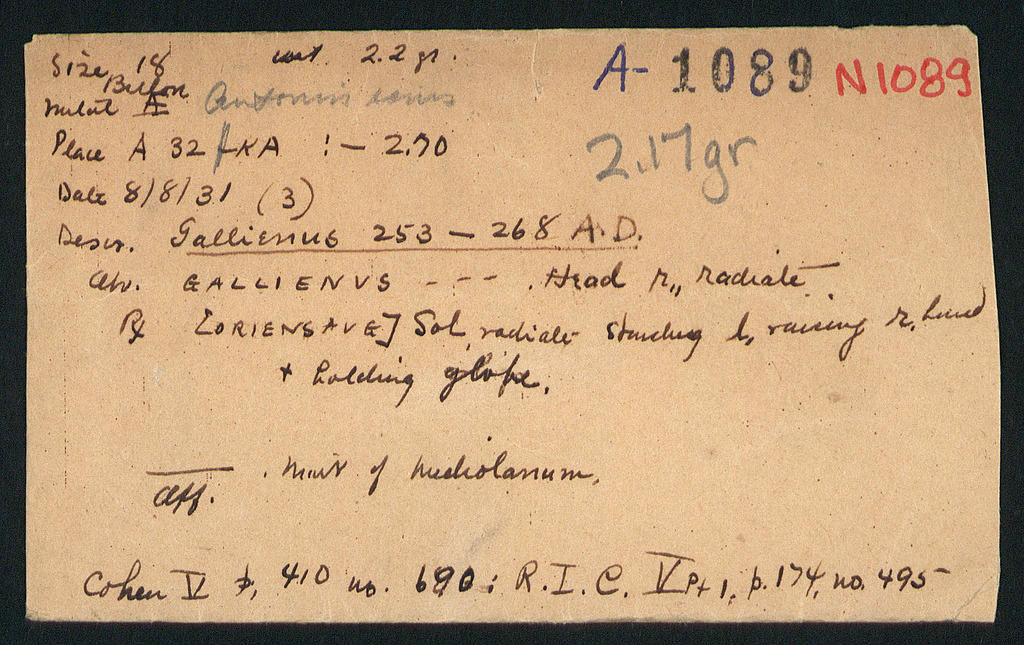 Size 18 wt. 2.2 gr. A- 1089 N1089
Billon
Metal Æ Antoninianus
Place A 32/KA : - 2.70
2.17gr
Date 8/8/31 (3)
Descr. Gallienus 253 - 268 A.D.
Obv. GALLIENVS - - - . Head r., radiate.
℞ [ORIENSAVG] Sol, radiate standing l., raising r. hand
+ holding globe.
off. . Mint of Mediolanum.
Cohen V p. 410 no. 690 : R.I.C. V Pt 1, p. 174, no. 495